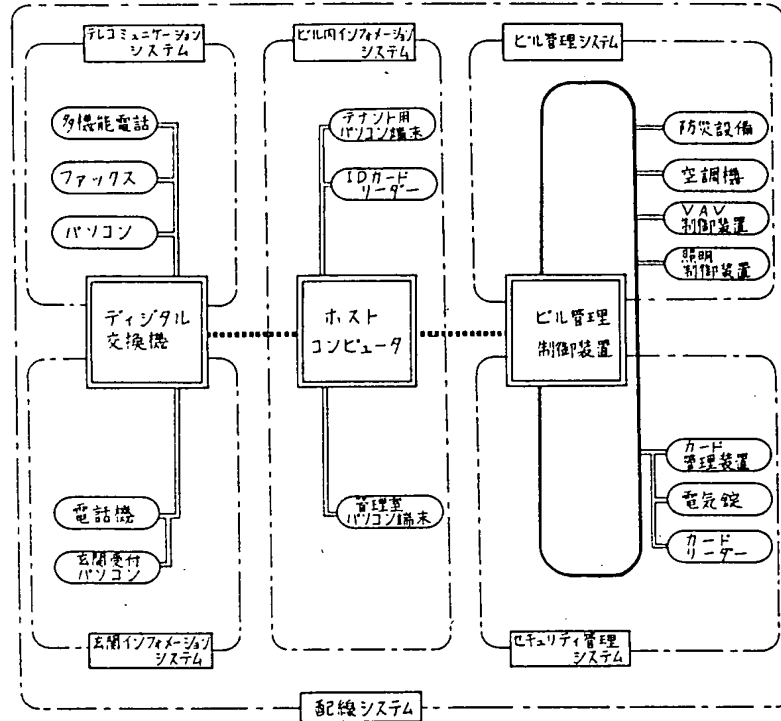 テレコミュニケーション
システム
ビル内インフォメーション
システム
ビル管理システム
多機能電話
ファックス
パソコン
テナント用
パソコン端末
IDカード
リーダー
防災設備
空調機
VAV
制御装置
照明
制御装置
ディジタル
交換機
ホスト
コンピュータ
ビル管理
制御装置
電話機
玄関受付
パソコン
管理室
パソコン端末
カード
管理装置
電気錠
カード
リーダー
玄関インフォメーション
システム
セキュリティ管理
システム
配線システム